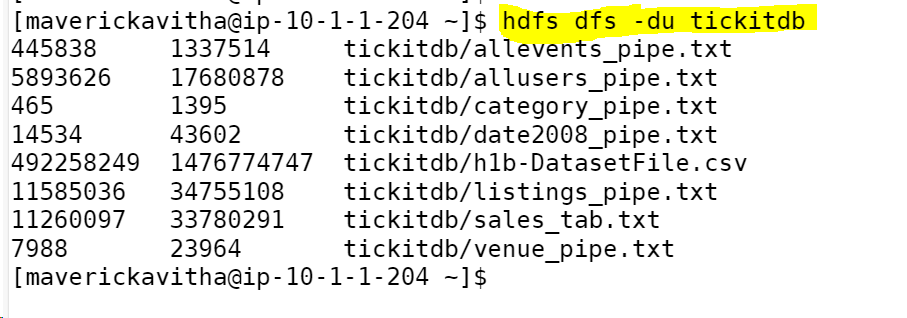 [maverickavitha@ip-10-1-1-204 ~]$ hdfs dfs -du tickitdb
445838     1337514     tickitdb/allevents_pipe.txt
5893626    17680878    tickitdb/allusers_pipe.txt
465        1395        tickitdb/category_pipe.txt
14534      43602       tickitdb/date2008_pipe.txt
492258249  1476774747  tickitdb/h1b-DatasetFile.csv
11585036   34755108    tickitdb/listings_pipe.txt
11260097   33780291    tickitdb/sales_tab.txt
7988       23964       tickitdb/venue_pipe.txt
[maverickavitha@ip-10-1-1-204 ~]$